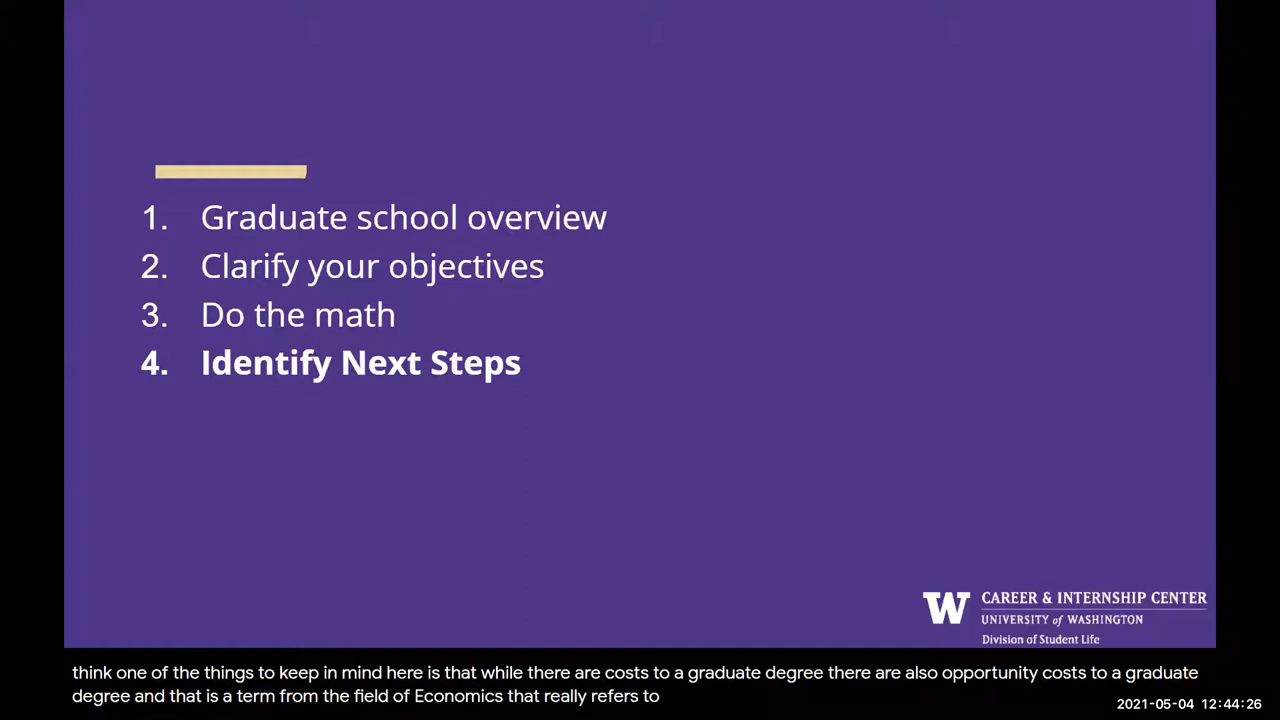 1. Graduate school overview
2. Clarify your objectives
3. Do the math
4. Identify Next Steps
W CAREER & INTERNSHIP CENTER
UNIVERSITY of WASHINGTON
Division of Student Life
think one of the things to keep in mind here is that while there are costs to a graduate degree there are also opportunity costs to a graduate
degree and that is a term from the field of Economics that really refers to
2021-05-04 12:44:26